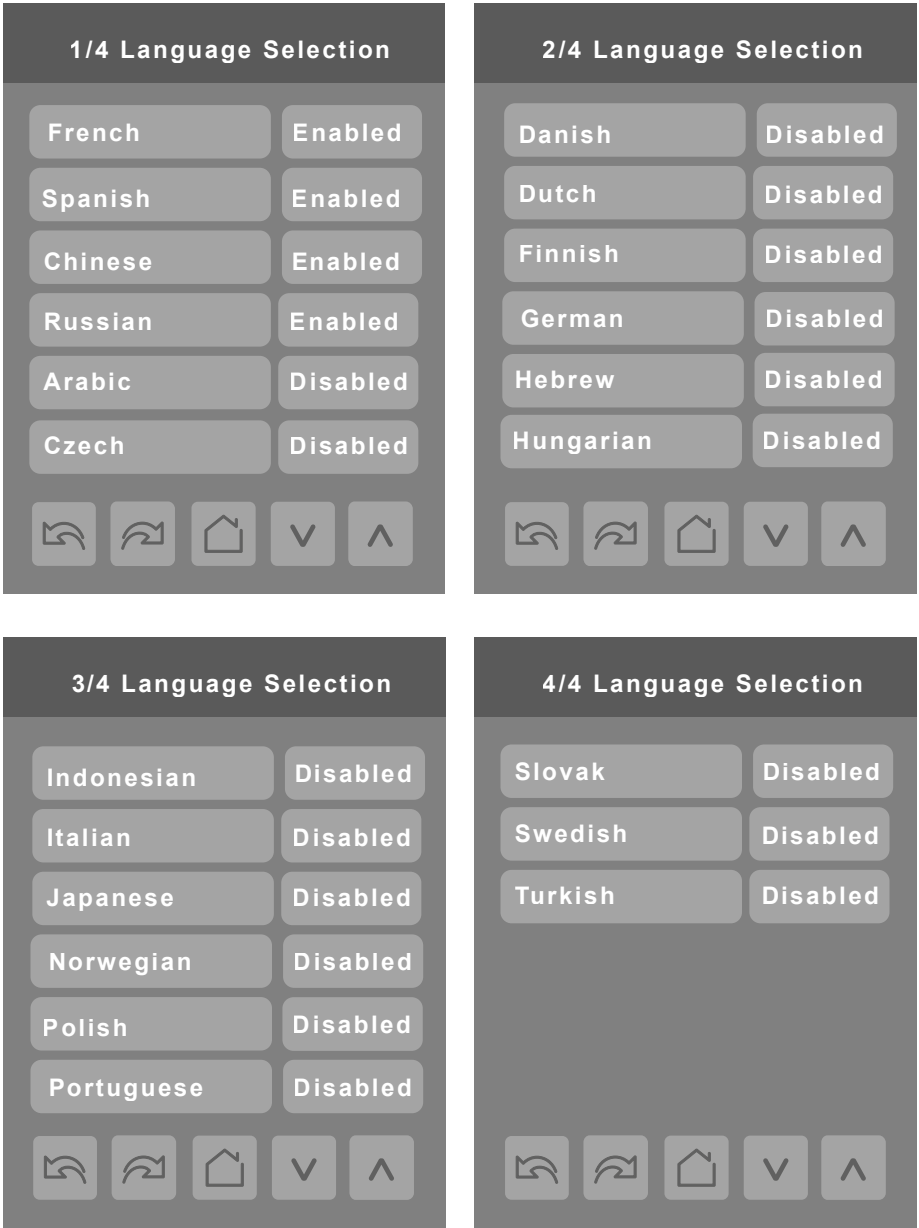 1/4 Language Selection
French Enabled
Spanish Enabled
Chinese Enabled
Russian Enabled
Arabic Disabled
Czech Disabled
2/4 Language Selection
Danish Disabled
Dutch Disabled
Finnish Disabled
German Disabled
Hebrew Disabled
Hungarian Disabled
3/4 Language Selection
Indonesian Disabled
Italian Disabled
Japanese Disabled
Norwegian Disabled
Polish Disabled
Portuguese Disabled
4/4 Language Selection
Slovak Disabled
Swedish Disabled
Turkish Disabled